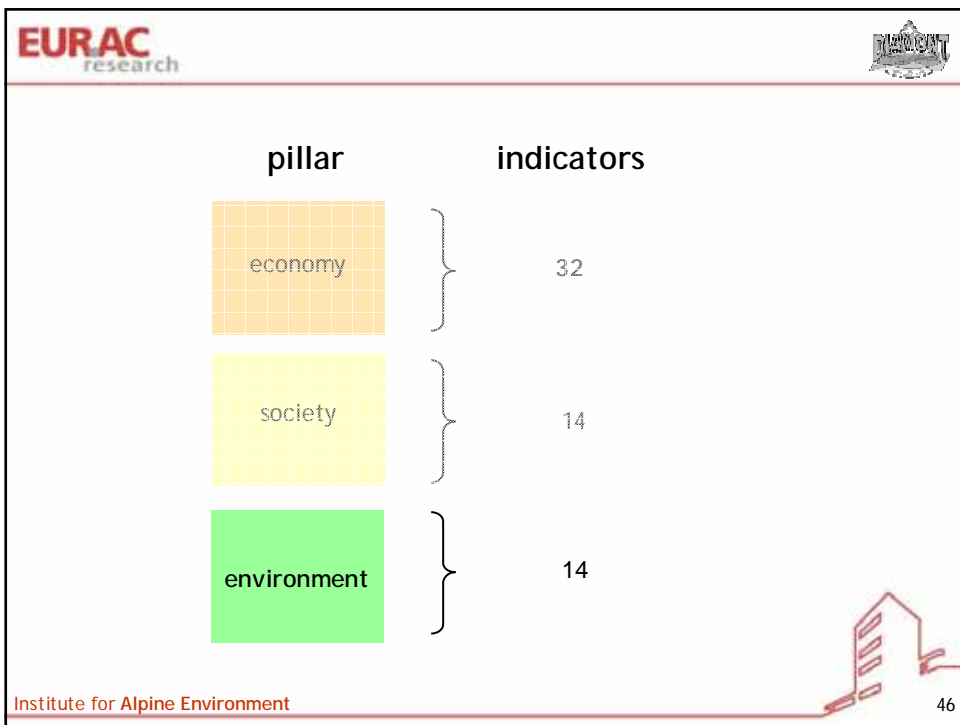 EURAC
research
pillar indicators
economy 32
society 14
environment 14
Institute for Alpine Environment 46